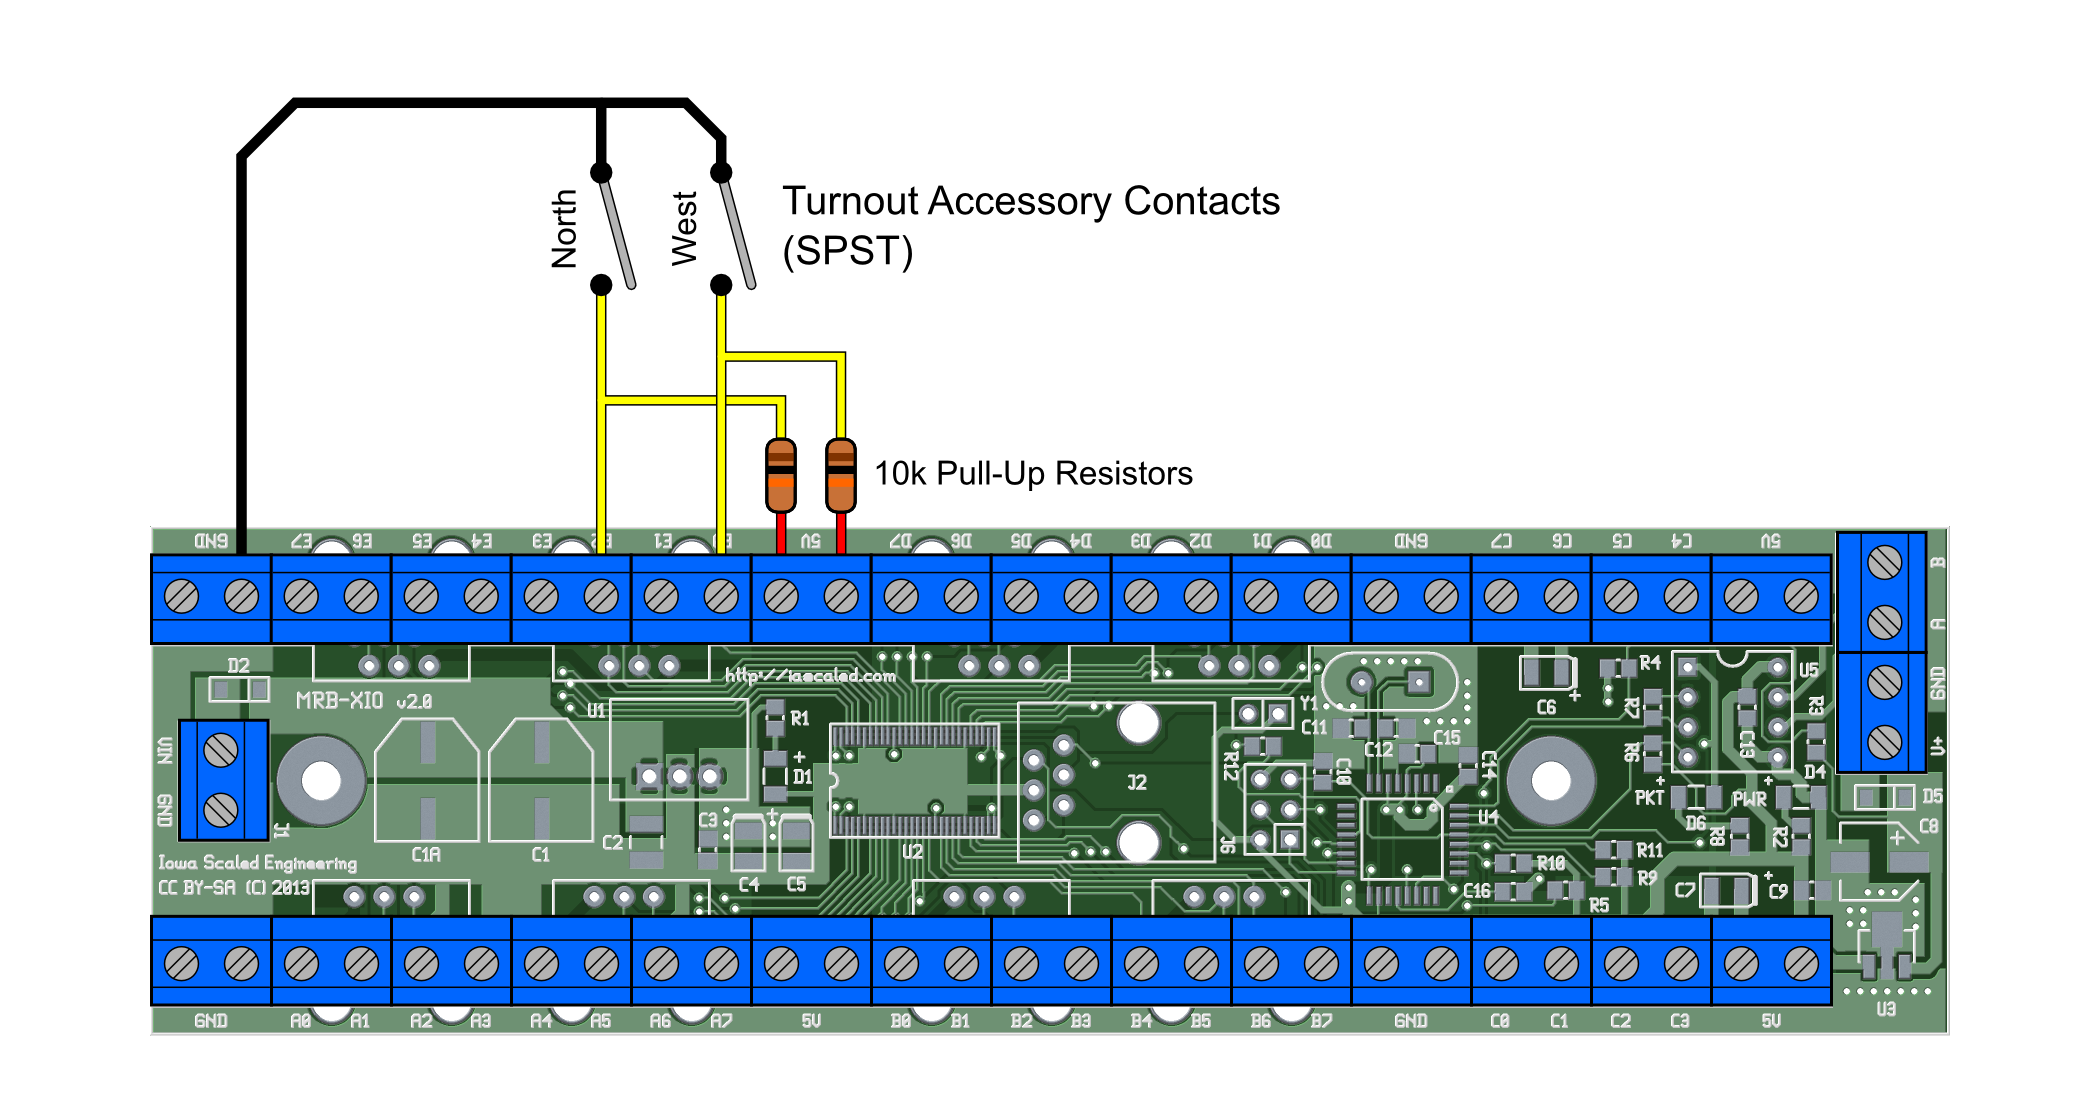 North
West
Turnout Accessory Contacts
(SPST)
10k Pull-Up Resistors
GND E7 E6 E5 E4 E3 E2 E1 E0 5V D7 D6 D5 D4 D3 D2 D1 D0 GND C7 C6 C5 C4 5V
B
A
GND
V+
D2
MRB-XIO v2.0
http://iascaled.com
U1
R1
D1
VIN
GND
J1
C1A
C1
C2
C3
C4
C5
U2
J2
Y1
C11
C12
C15
C14
R12
C10
J6
U4
C6
R4
R7
R6
U5
R3
C13
D4
PKT
D6
PWR
R8
R2
D5
C8
R10
R11
R9
C16
R5
C7
C9
U3
Iowa Scaled Engineering
CC BY-SA (C) 2013
GND A0 A1 A2 A3 A4 A5 A6 A7 5V B0 B1 B2 B3 B4 B5 B6 B7 GND C0 C1 C2 C3 5V